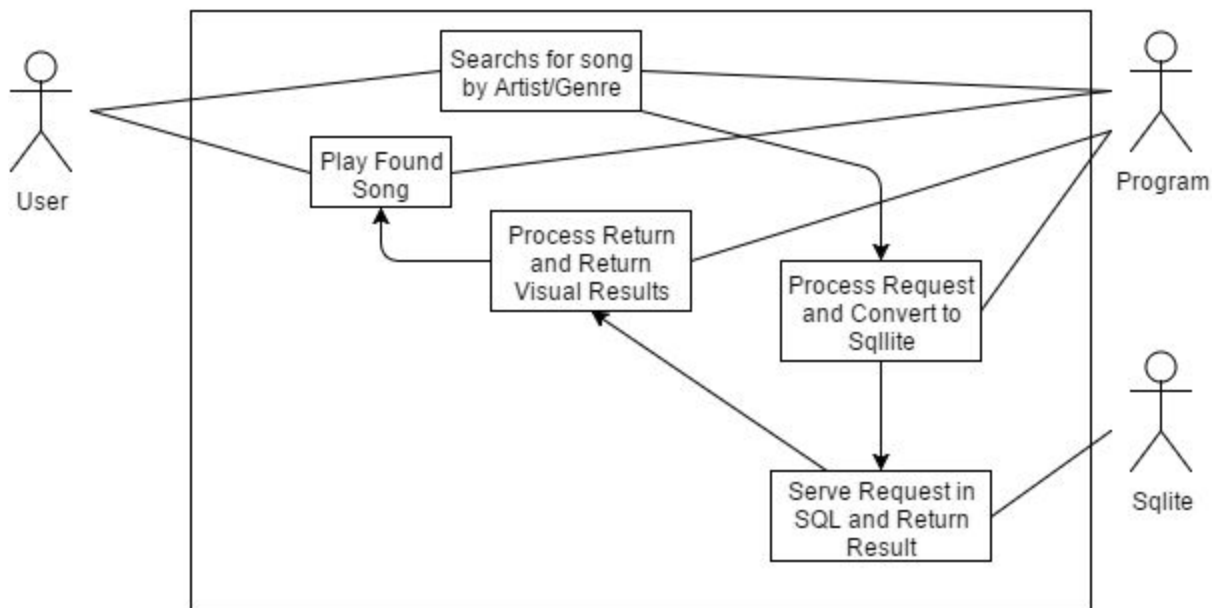 Searchs for song
by Artist/Genre
Play Found
Song
User
Program
Process Return
and Return
Visual Results
Process Request
and Convert to
Sqllite
Serve Request in
SQL and Return
Result
Sqlite